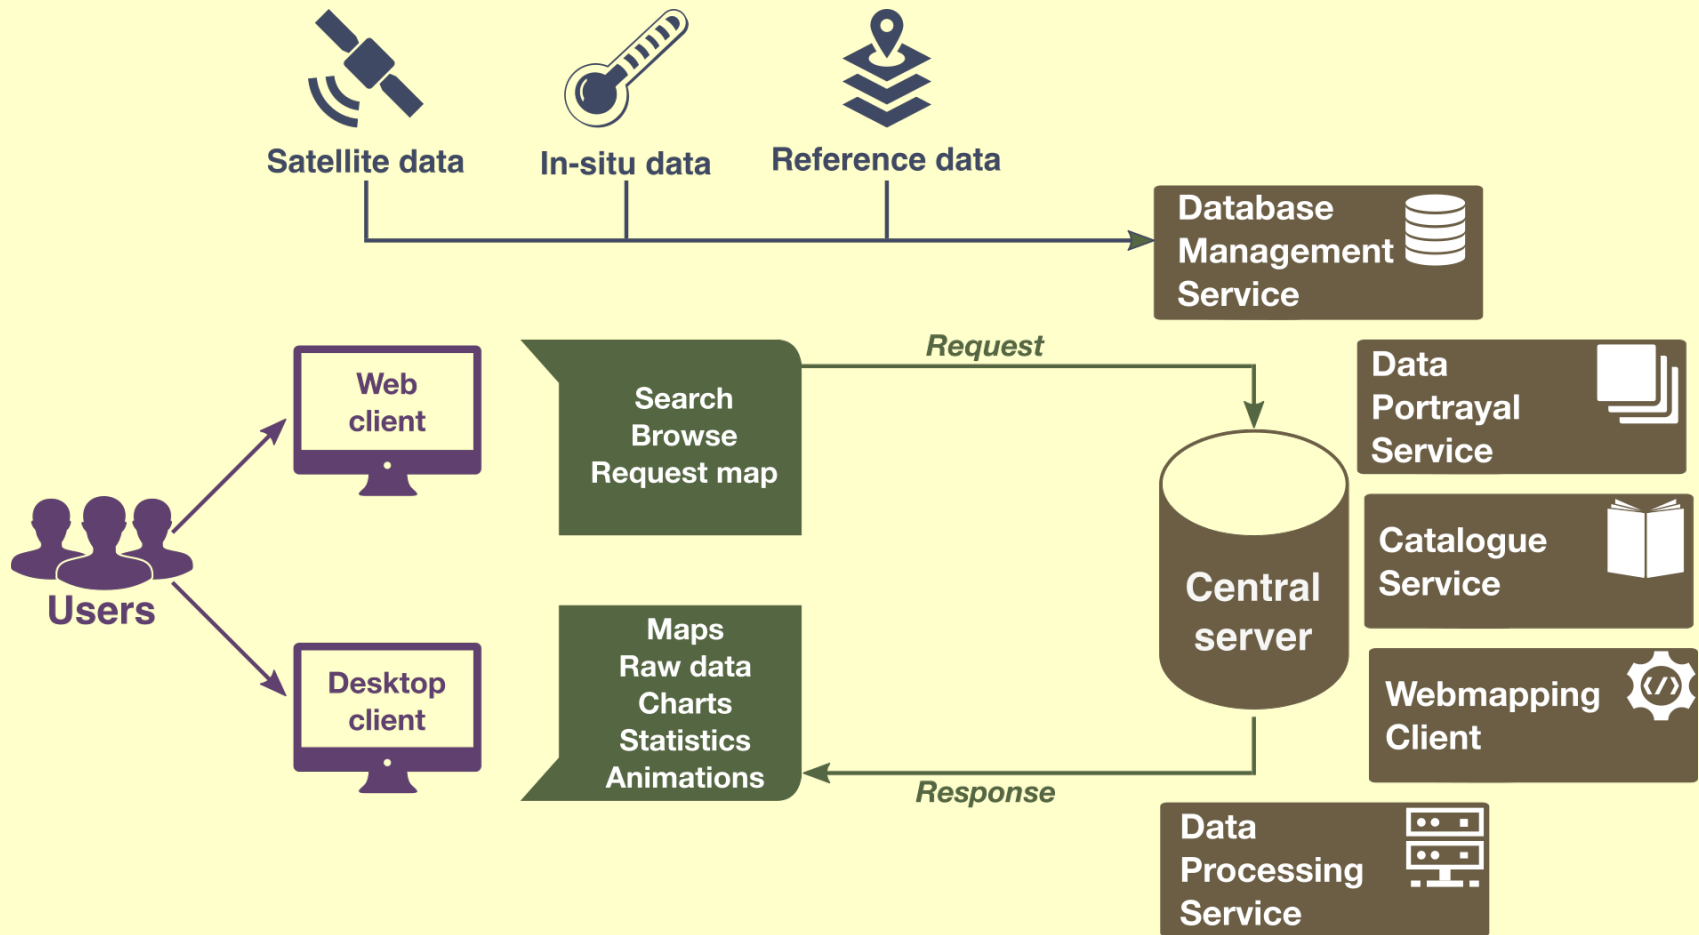 Satellite data
In-situ data
Reference data
Database
Management
Service
Web
client
Search
Browse
Request map
Request
Data
Portrayal
Service
Catalogue
Service
Users
Central
server
Desktop
client
Maps
Raw data
Charts
Statistics
Animations
Response
Webmapping
Client
Data
Processing
Service